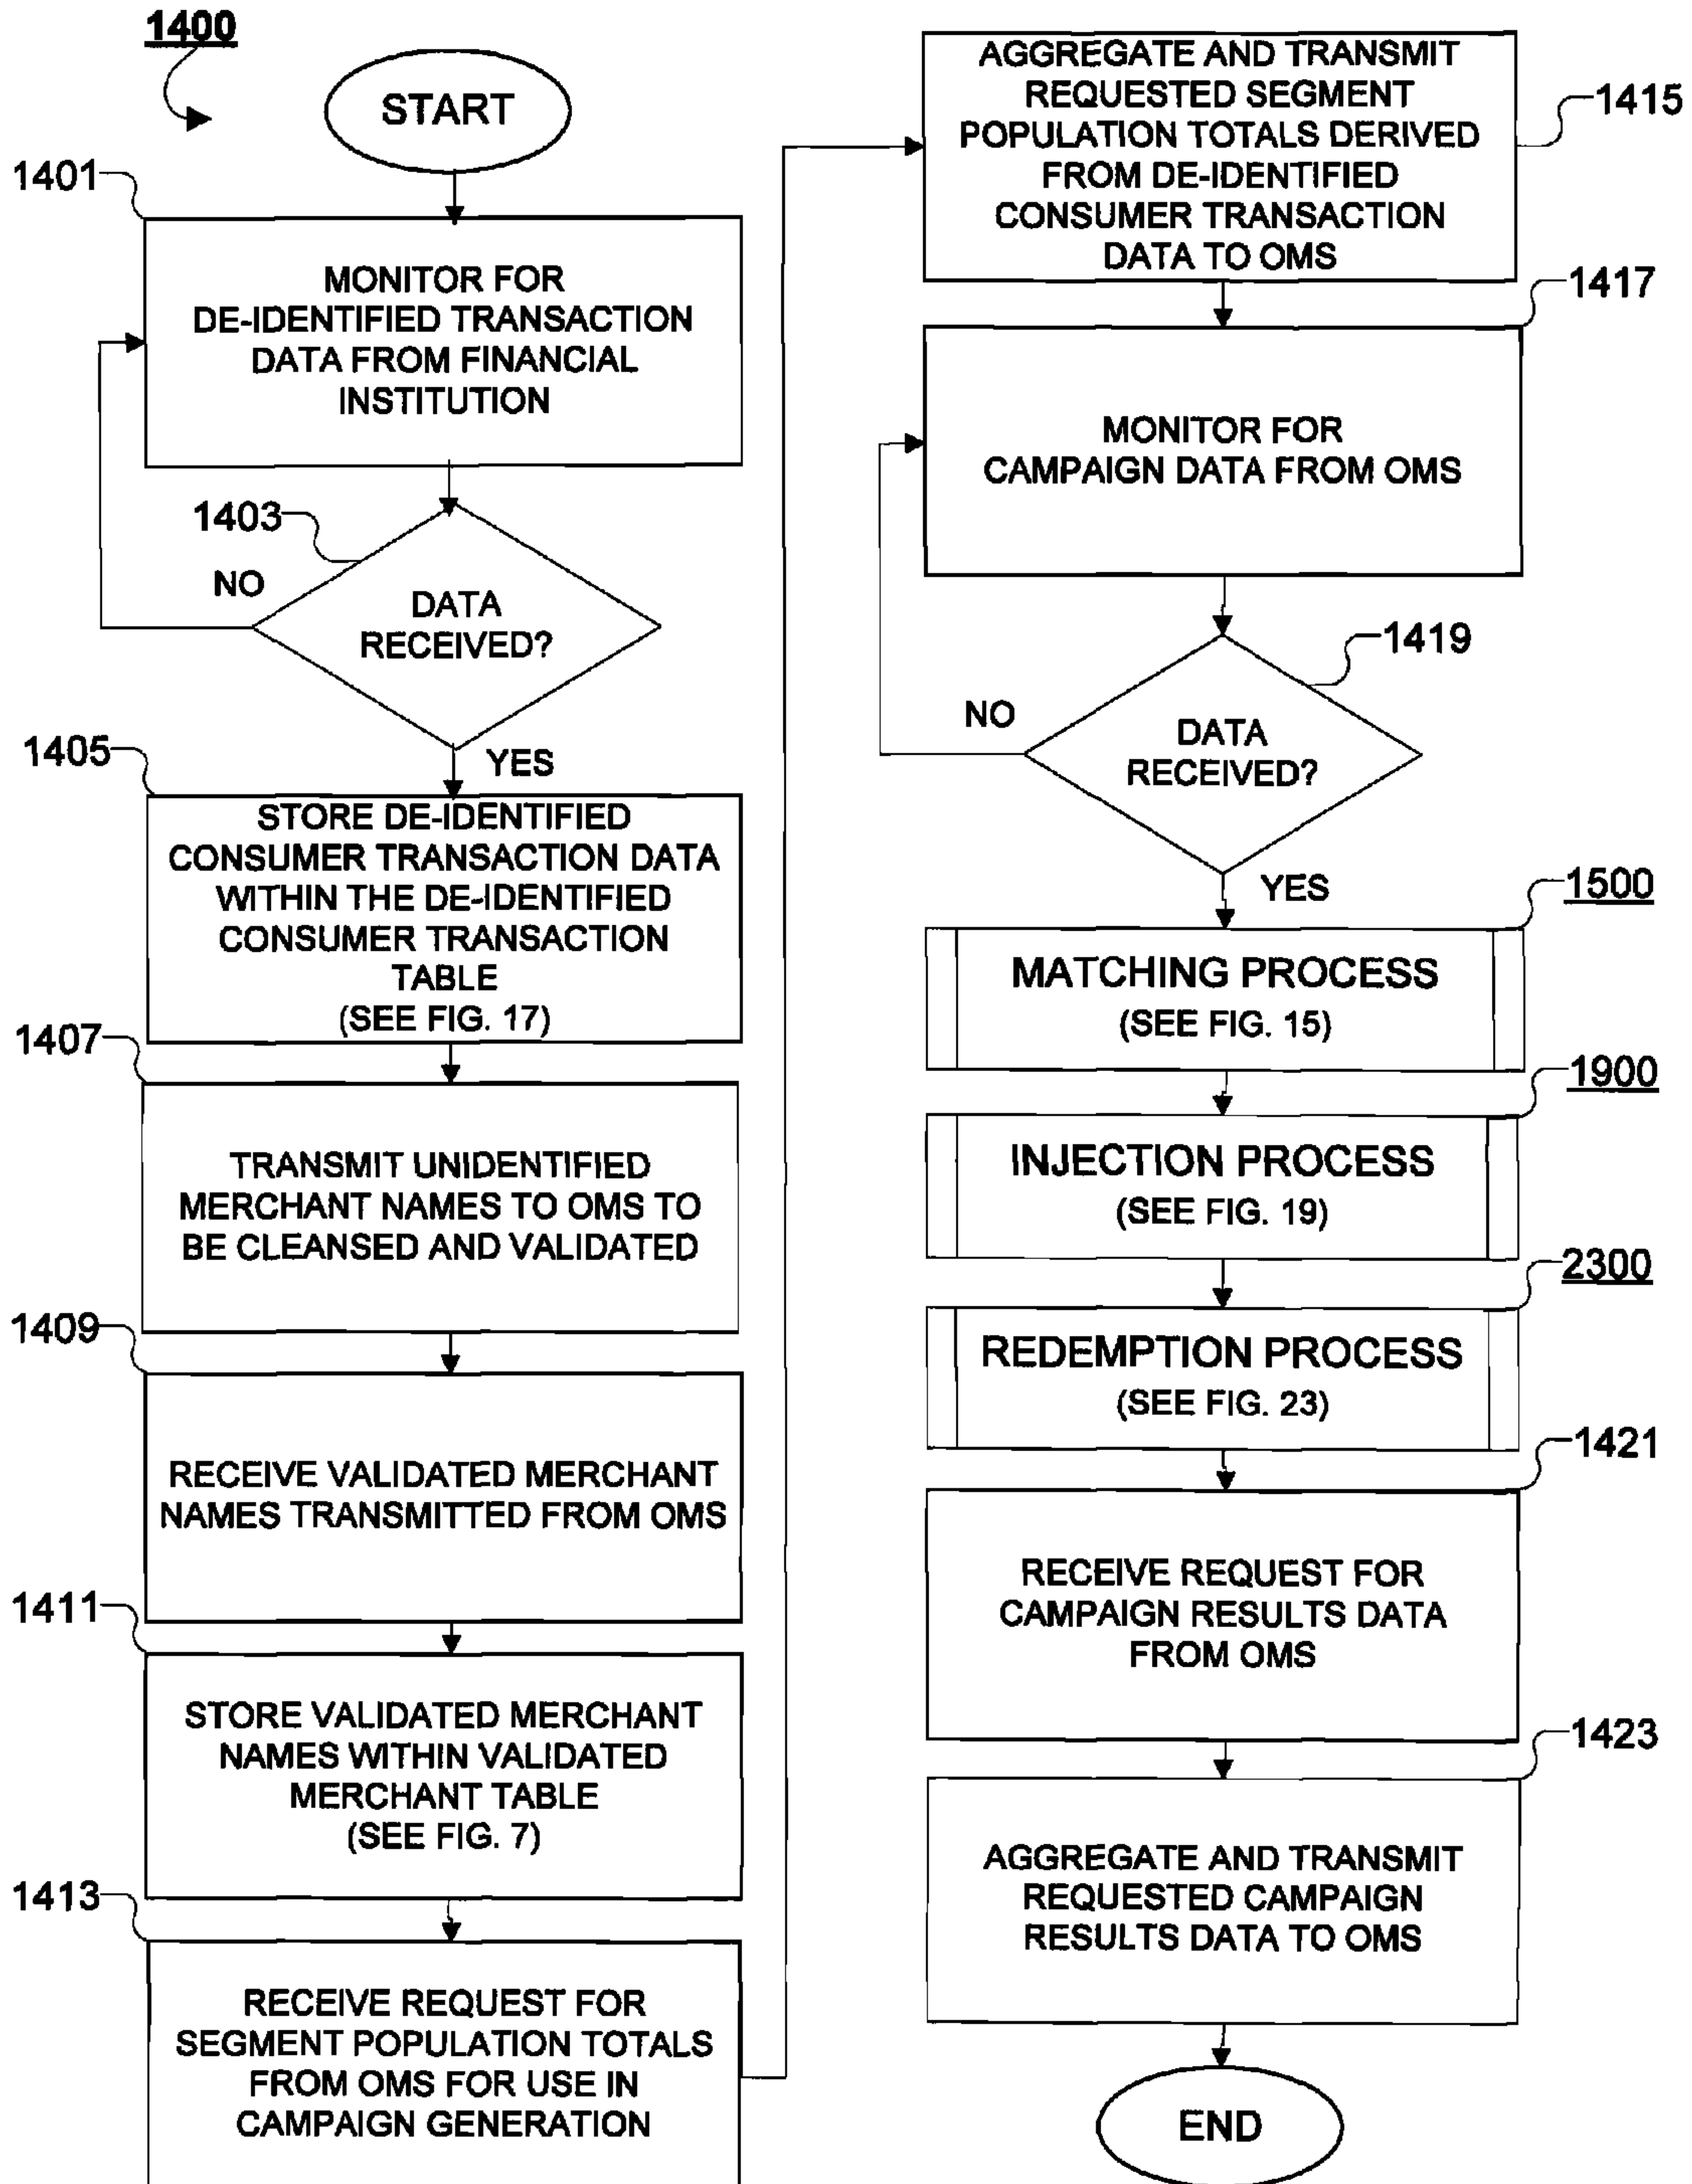 1400
START
1401
MONITOR FOR
DE-IDENTIFIED TRANSACTION
DATA FROM FINANCIAL
INSTITUTION
1403
NO
DATA
RECEIVED?
YES
1405
STORE DE-IDENTIFIED
CONSUMER TRANSACTION DATA
WITHIN THE DE-IDENTIFIED
CONSUMER TRANSACTION
TABLE
(SEE FIG. 17)
1407
TRANSMIT UNIDENTIFIED
MERCHANT NAMES TO OMS TO
BE CLEANSED AND VALIDATED
1409
RECEIVE VALIDATED MERCHANT
NAMES TRANSMITTED FROM OMS
1411
STORE VALIDATED MERCHANT
NAMES WITHIN VALIDATED
MERCHANT TABLE
(SEE FIG. 7)
1413
RECEIVE REQUEST FOR
SEGMENT POPULATION TOTALS
FROM OMS FOR USE IN
CAMPAIGN GENERATION
AGGREGATE AND TRANSMIT
REQUESTED SEGMENT
POPULATION TOTALS DERIVED
FROM DE-IDENTIFIED
CONSUMER TRANSACTION
DATA TO OMS
1415
1417
MONITOR FOR
CAMPAIGN DATA FROM OMS
1419
NO
DATA
RECEIVED?
YES
1500
MATCHING PROCESS
(SEE FIG. 15)
1900
INJECTION PROCESS
(SEE FIG. 19)
2300
REDEMPTION PROCESS
(SEE FIG. 23)
1421
RECEIVE REQUEST FOR
CAMPAIGN RESULTS DATA
FROM OMS
1423
AGGREGATE AND TRANSMIT
REQUESTED CAMPAIGN
RESULTS DATA TO OMS
END